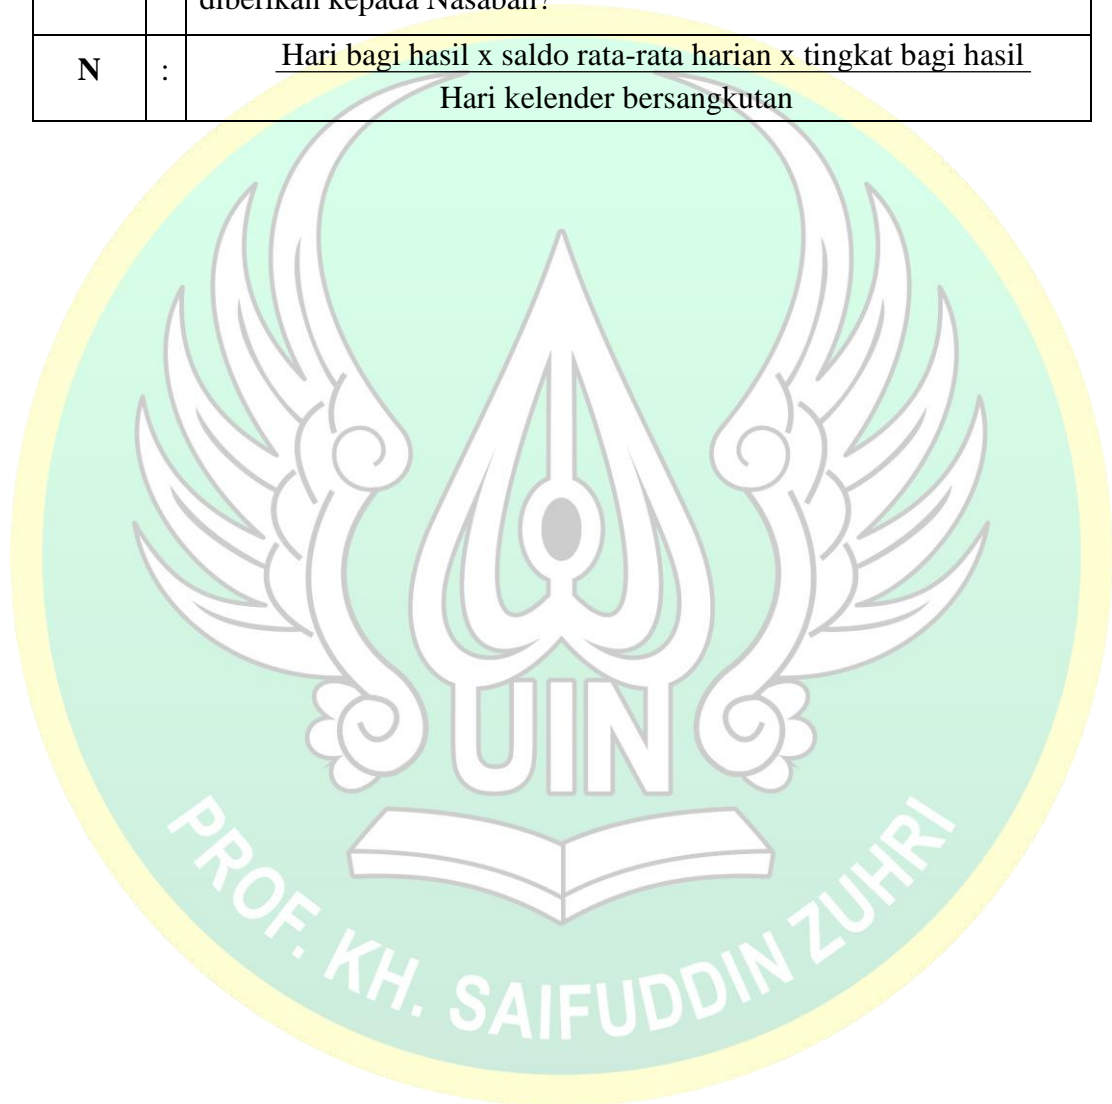 diberikan kepada Nasabah?
N : Hari bagi hasil x saldo rata-rata harian x tingkat bagi hasil
Hari kelender bersangkutan
UIN
PROF. KH. SAIFUDDIN ZUHRI